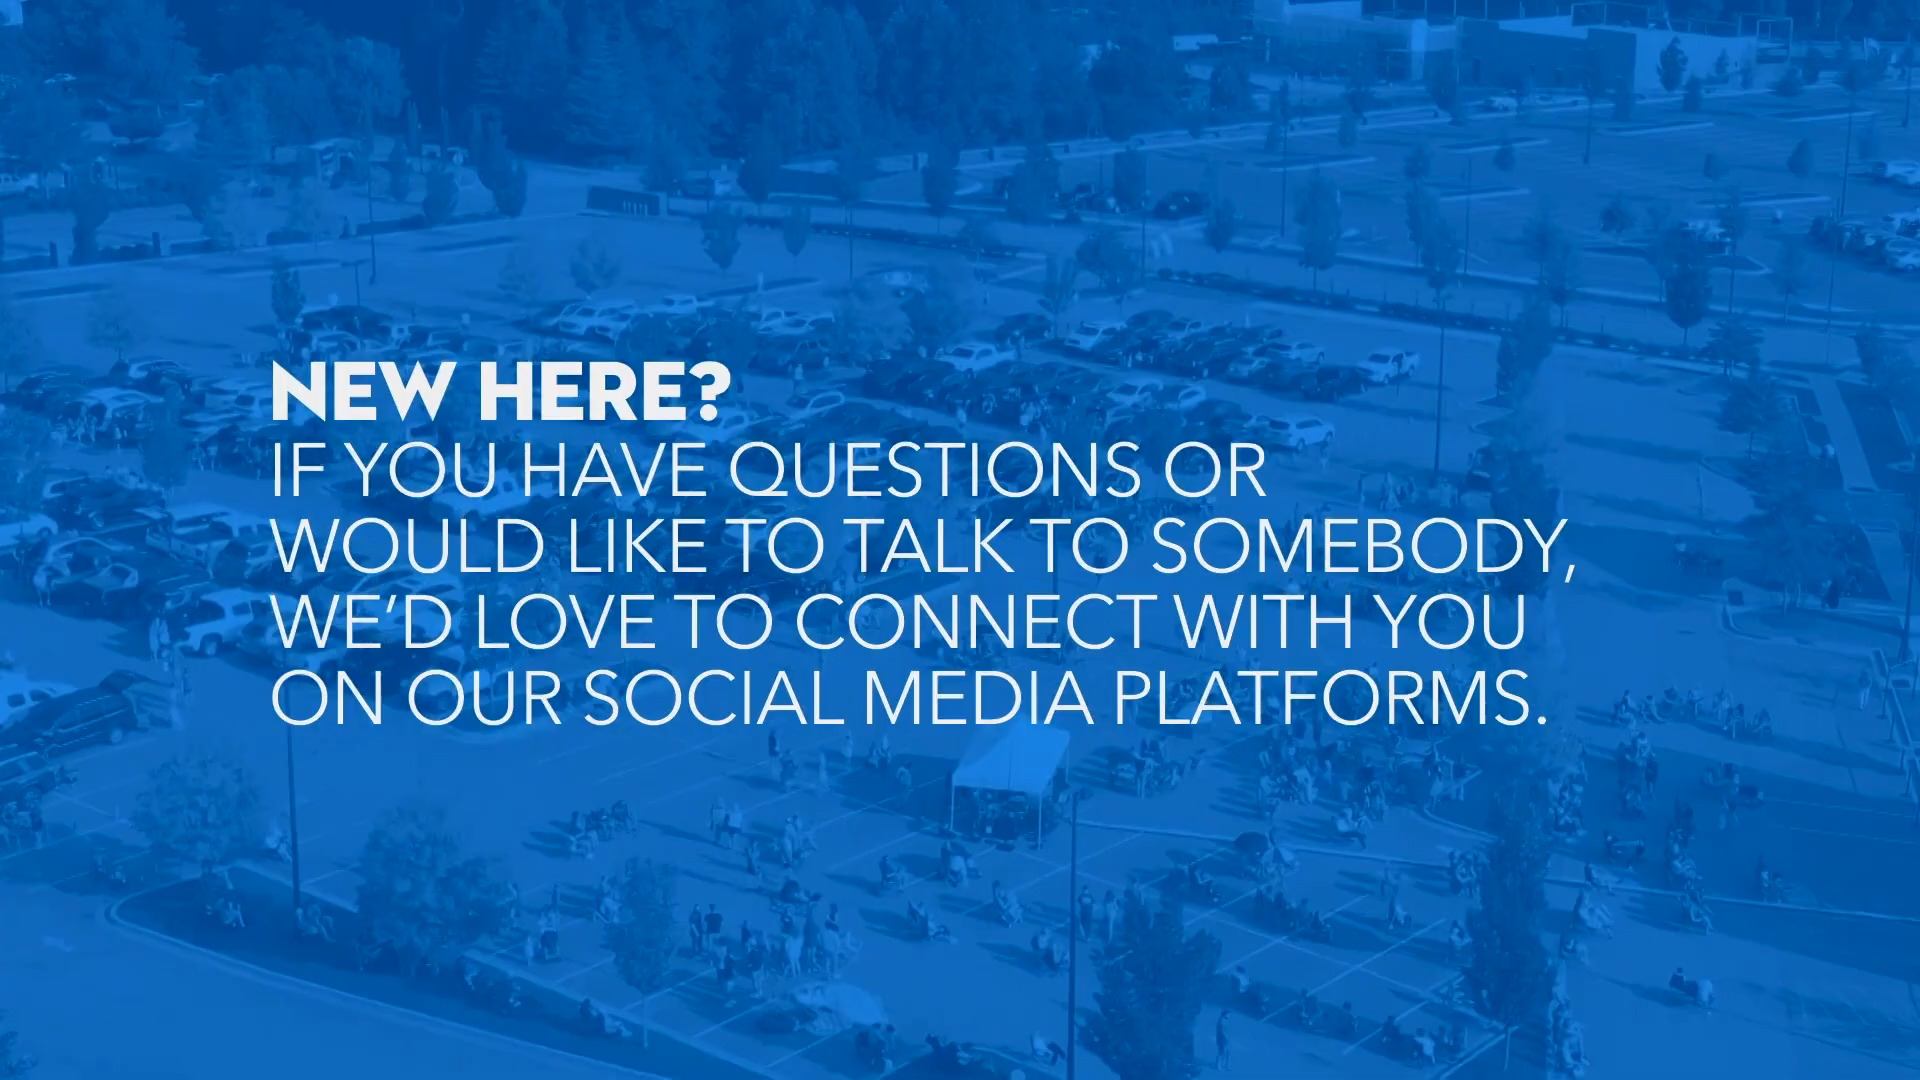 NEW HERE?
IF YOU HAVE QUESTIONS OR
WOULD LIKE TO TALK TO SOMEBODY,
WE’D LOVE TO CONNECT WITH YOU
ON OUR SOCIAL MEDIA PLATFORMS.